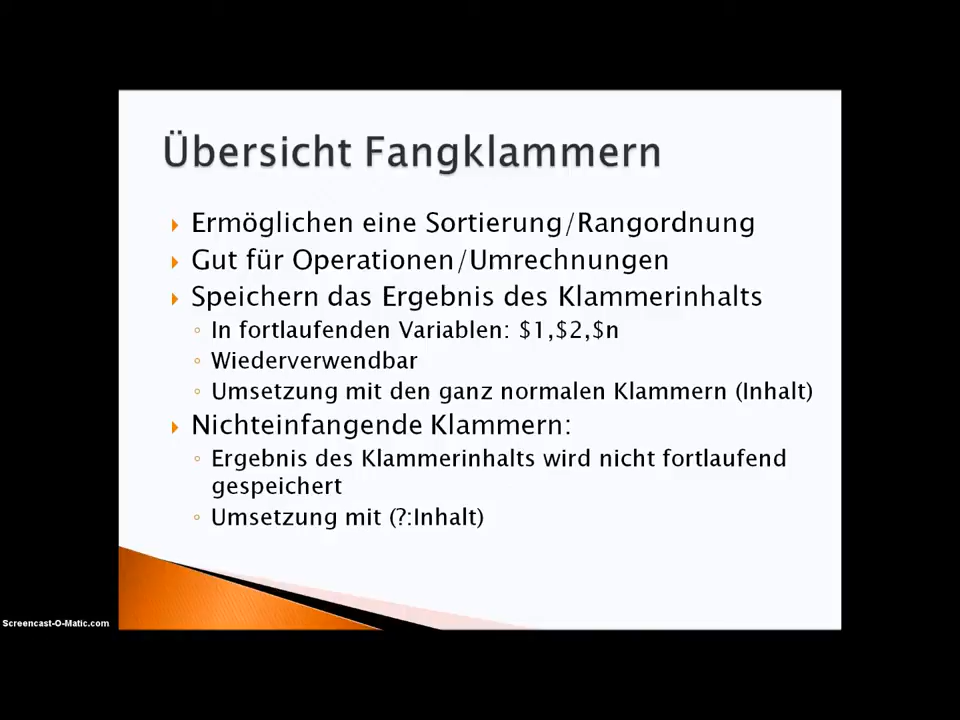 Übersicht Fangklammern
Ermöglichen eine Sortierung/Rangordnung
Gut für Operationen/Umrechnungen
Speichern das Ergebnis des Klammerinhalts
In fortlaufenden Variablen: $1,$2,$n
Wiederverwendbar
Umsetzung mit den ganz normalen Klammern (Inhalt)
Nichteinfangende Klammern:
Ergebnis des Klammerinhalts wird nicht fortlaufend
gespeichert
Umsetzung mit (?:Inhalt)
Screencast-O-Matic.com